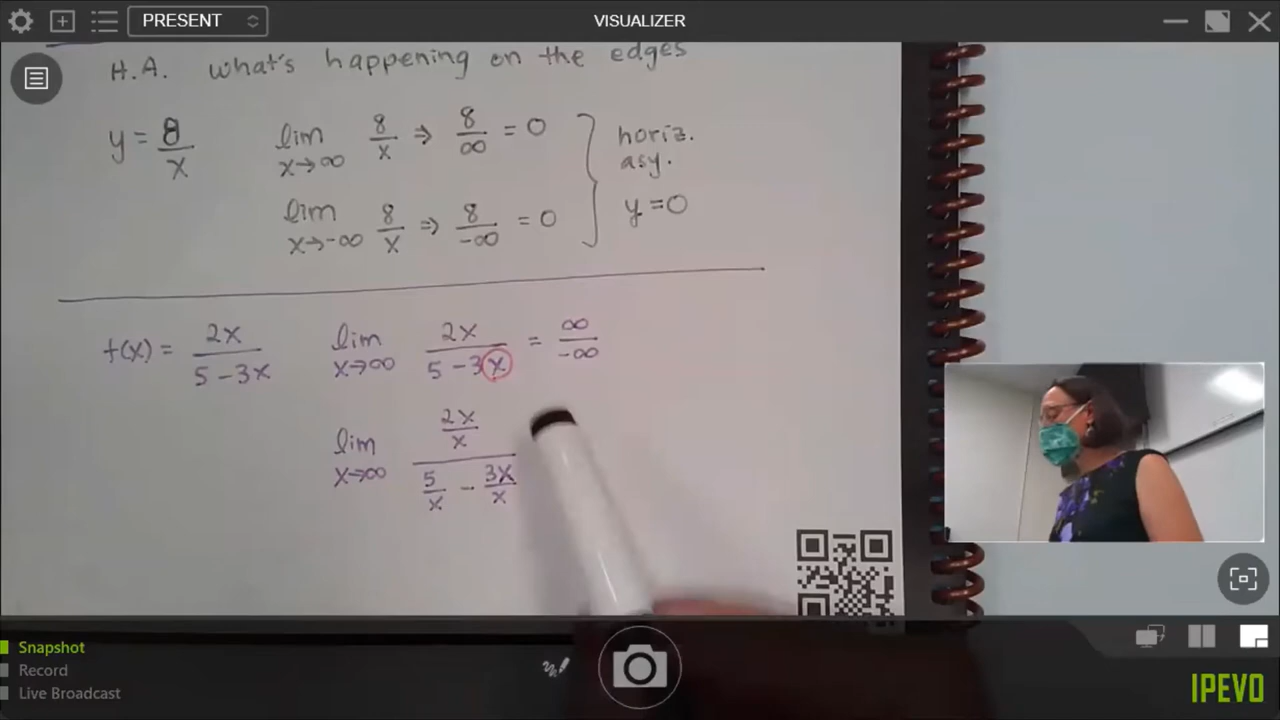 PRESENT
VISUALIZER
H.A. what's happening on the edges
y = 8/x lim x→∞ 8/x ⇒ 8/∞ = 0
lim x→-∞ 8/x ⇒ 8/-∞ = 0
horiz.
asy.
y = 0
f(x) = 2x/(5 - 3x) lim x→∞ 2x/(5 - 3x) = ∞/-∞
lim x→∞ (2x/x)/(5/x - 3x/x)
Snapshot
Record
Live Broadcast
IPEVO